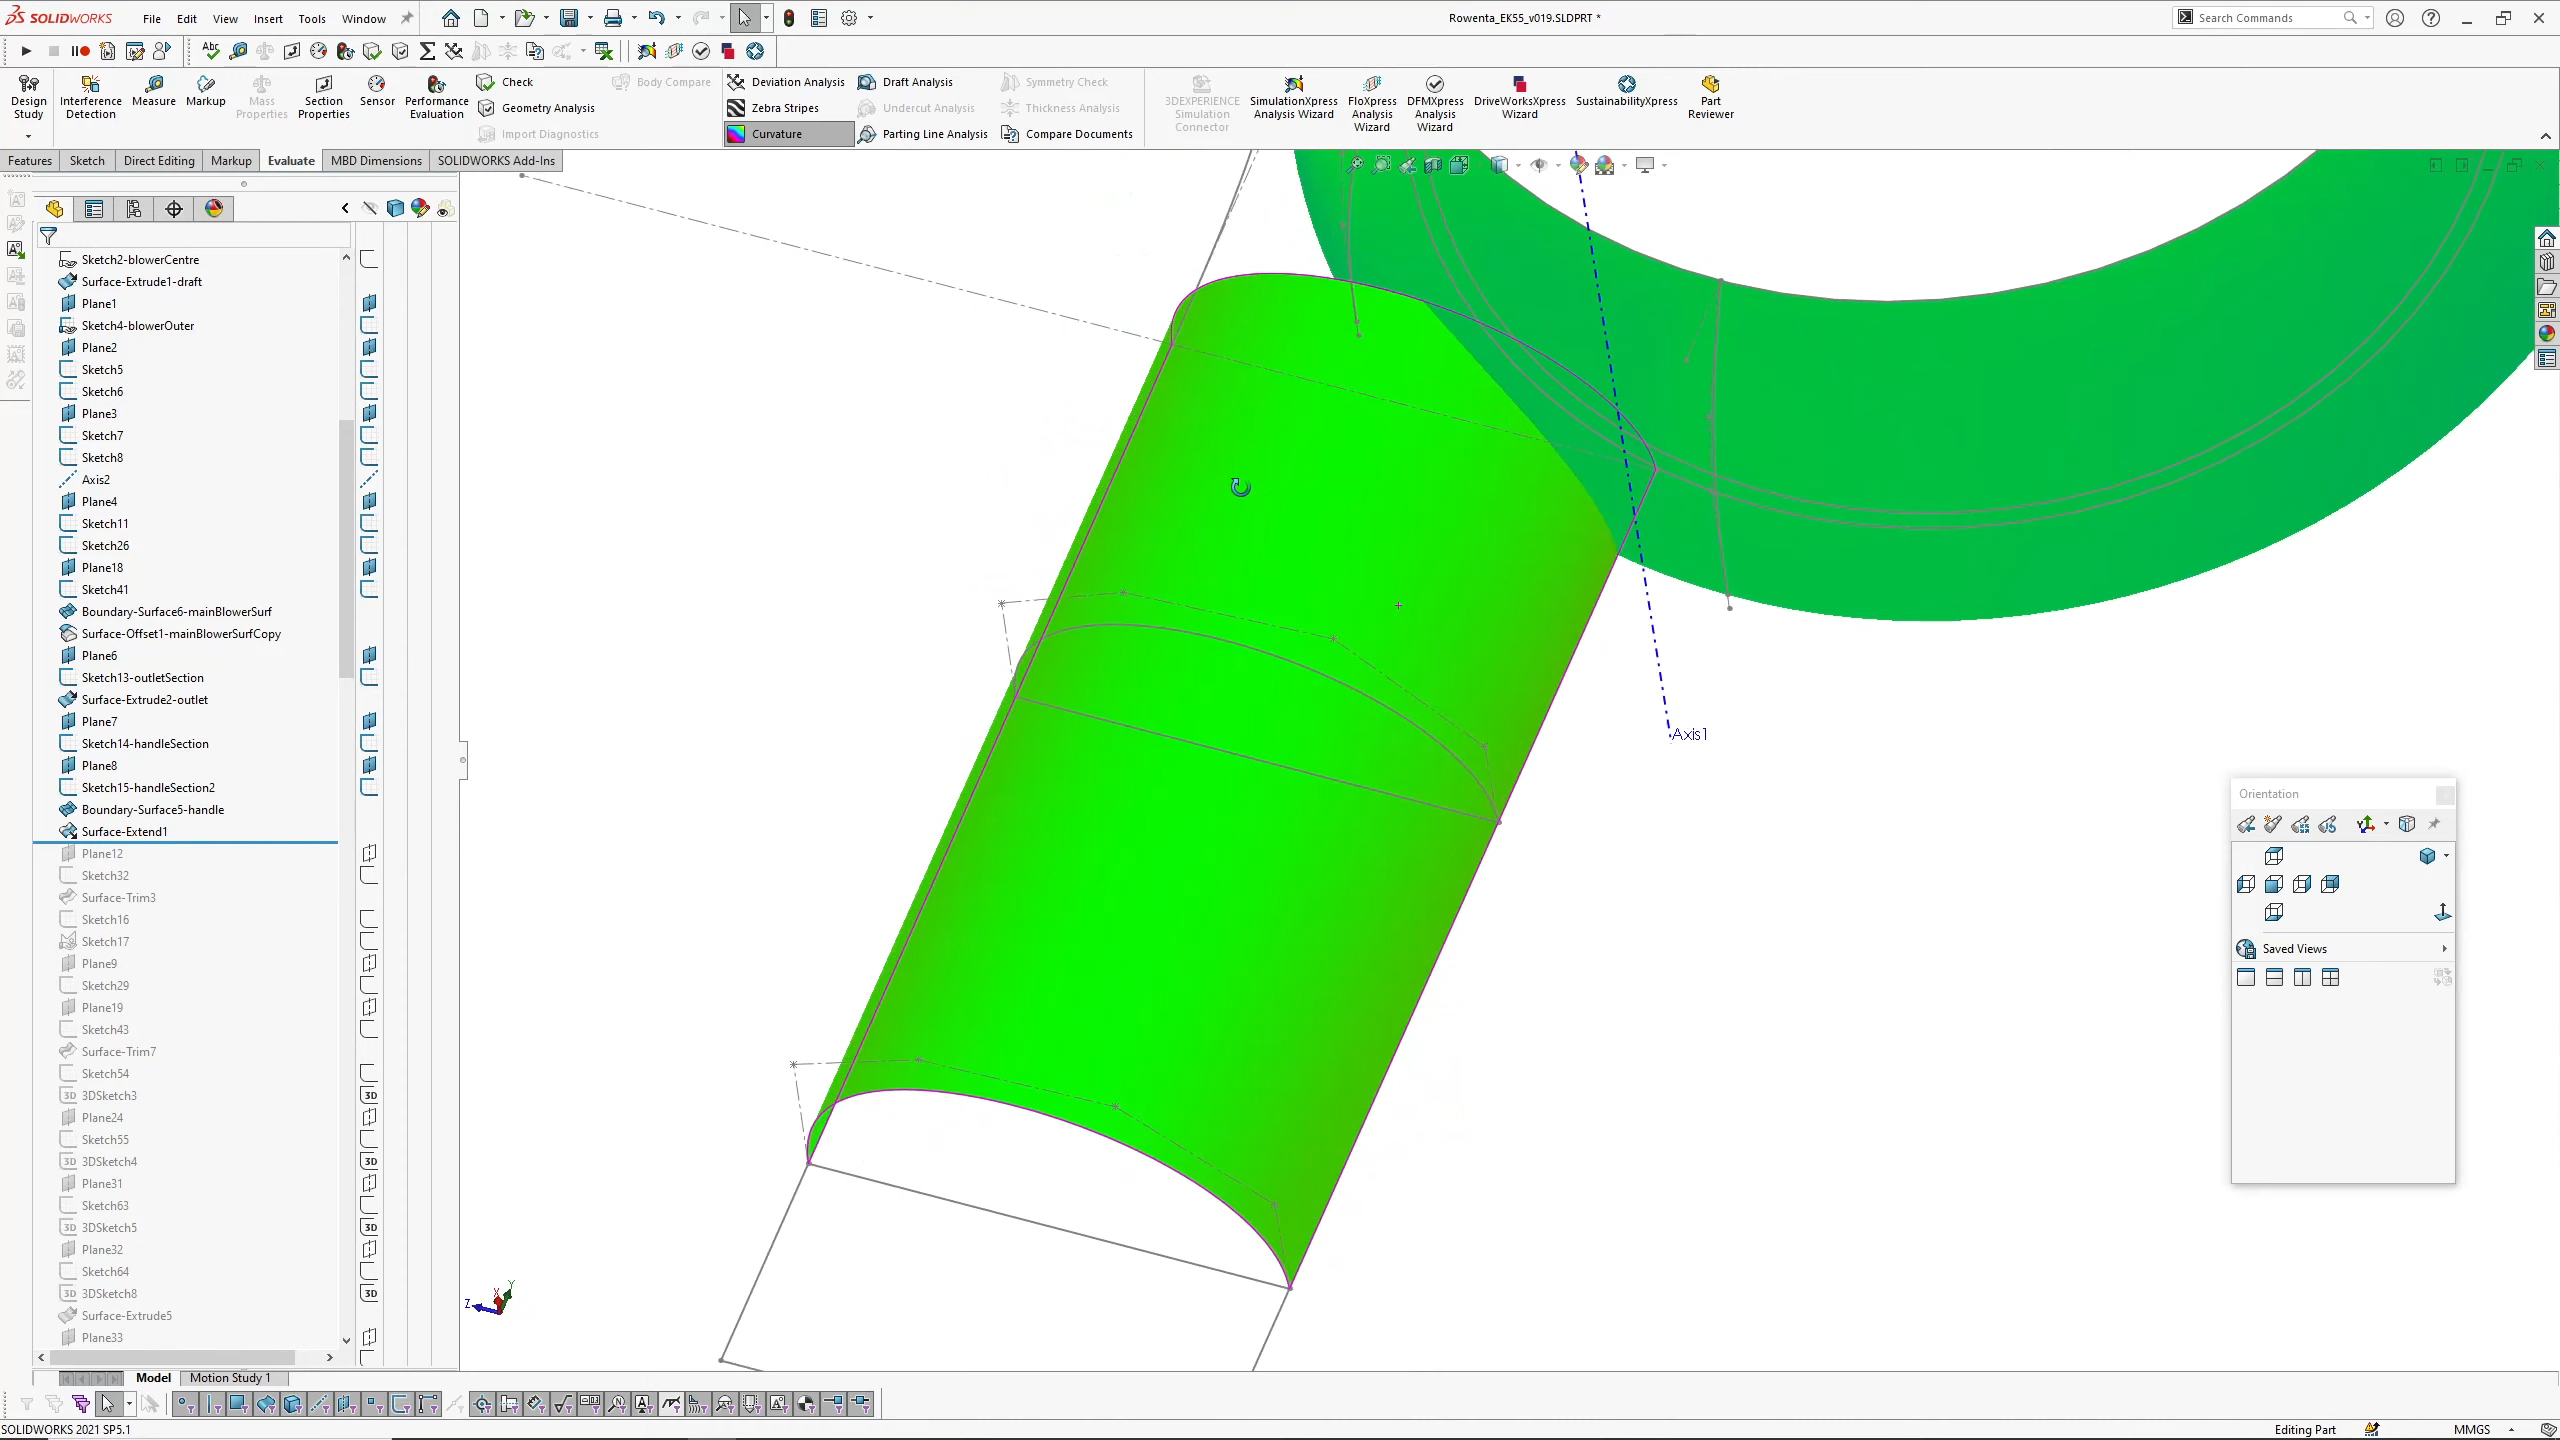 SOLIDWORKS File Edit View Insert Tools Window Rowenta_EK55_v019.SLDPRT * Search Commands
Design Study
Interference Detection
Measure
Markup
Mass Properties
Section Properties
Sensor
Performance Evaluation
Check
Geometry Analysis
Import Diagnostics
Body Compare
Deviation Analysis
Zebra Stripes
Curvature
Draft Analysis
Undercut Analysis
Parting Line Analysis
Symmetry Check
Thickness Analysis
Compare Documents
3DEXPERIENCE Simulation Connector
SimulationXpress Analysis Wizard
FloXpress Analysis Wizard
DFMXpress Analysis Wizard
DriveWorksXpress Wizard
SustainabilityXpress
Part Reviewer
Features Sketch Direct Editing Markup Evaluate MBD Dimensions SOLIDWORKS Add-Ins
Sketch2-blowerCentre
Surface-Extrude1-draft
Plane1
Sketch4-blowerOuter
Plane2
Sketch5
Sketch6
Plane3
Sketch7
Sketch8
Axis2
Plane4
Sketch11
Sketch26
Plane18
Sketch41
Boundary-Surface6-mainBlowerSurf
Surface-Offset1-mainBlowerSurfCopy
Plane6
Sketch13-outletSection
Surface-Extrude2-outlet
Plane7
Sketch14-handleSection
Plane8
Sketch15-handleSection2
Boundary-Surface5-handle
Surface-Extend1
Plane12
Sketch32
Surface-Trim3
Sketch16
Sketch17
Plane9
Sketch29
Plane19
Sketch43
Surface-Trim7
Sketch54
3D 3DSketch3 3D
Plane24
Sketch55
3D 3DSketch4 3D
Plane31
Sketch63
3D 3DSketch5 3D
Plane32
Sketch64
3D 3DSketch8 3D
Surface-Extrude5
Plane33
Axis1
Z X Y
Orientation
Saved Views
Model Motion Study 1
SOLIDWORKS 2021 SP5.1 Editing Part MMGS